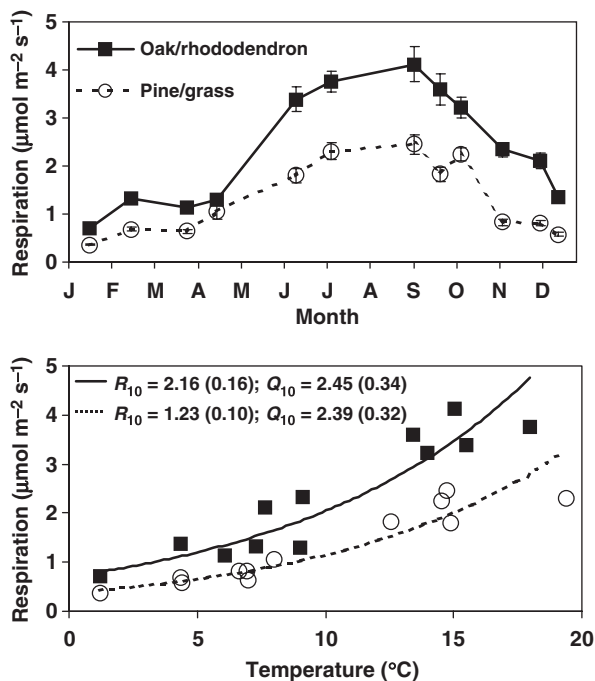 5
4
3
2
1
0
Respiration (µmol m–2 s–1)
Oak/rhododendron
Pine/grass
J F M A M J J A S O N D
Month
5
4
3
2
1
0
Respiration (µmol m–2 s–1)
R10 = 2.16 (0.16); Q10 = 2.45 (0.34)
R10 = 1.23 (0.10); Q10 = 2.39 (0.32)
0 5 10 15 20
Temperature (°C)